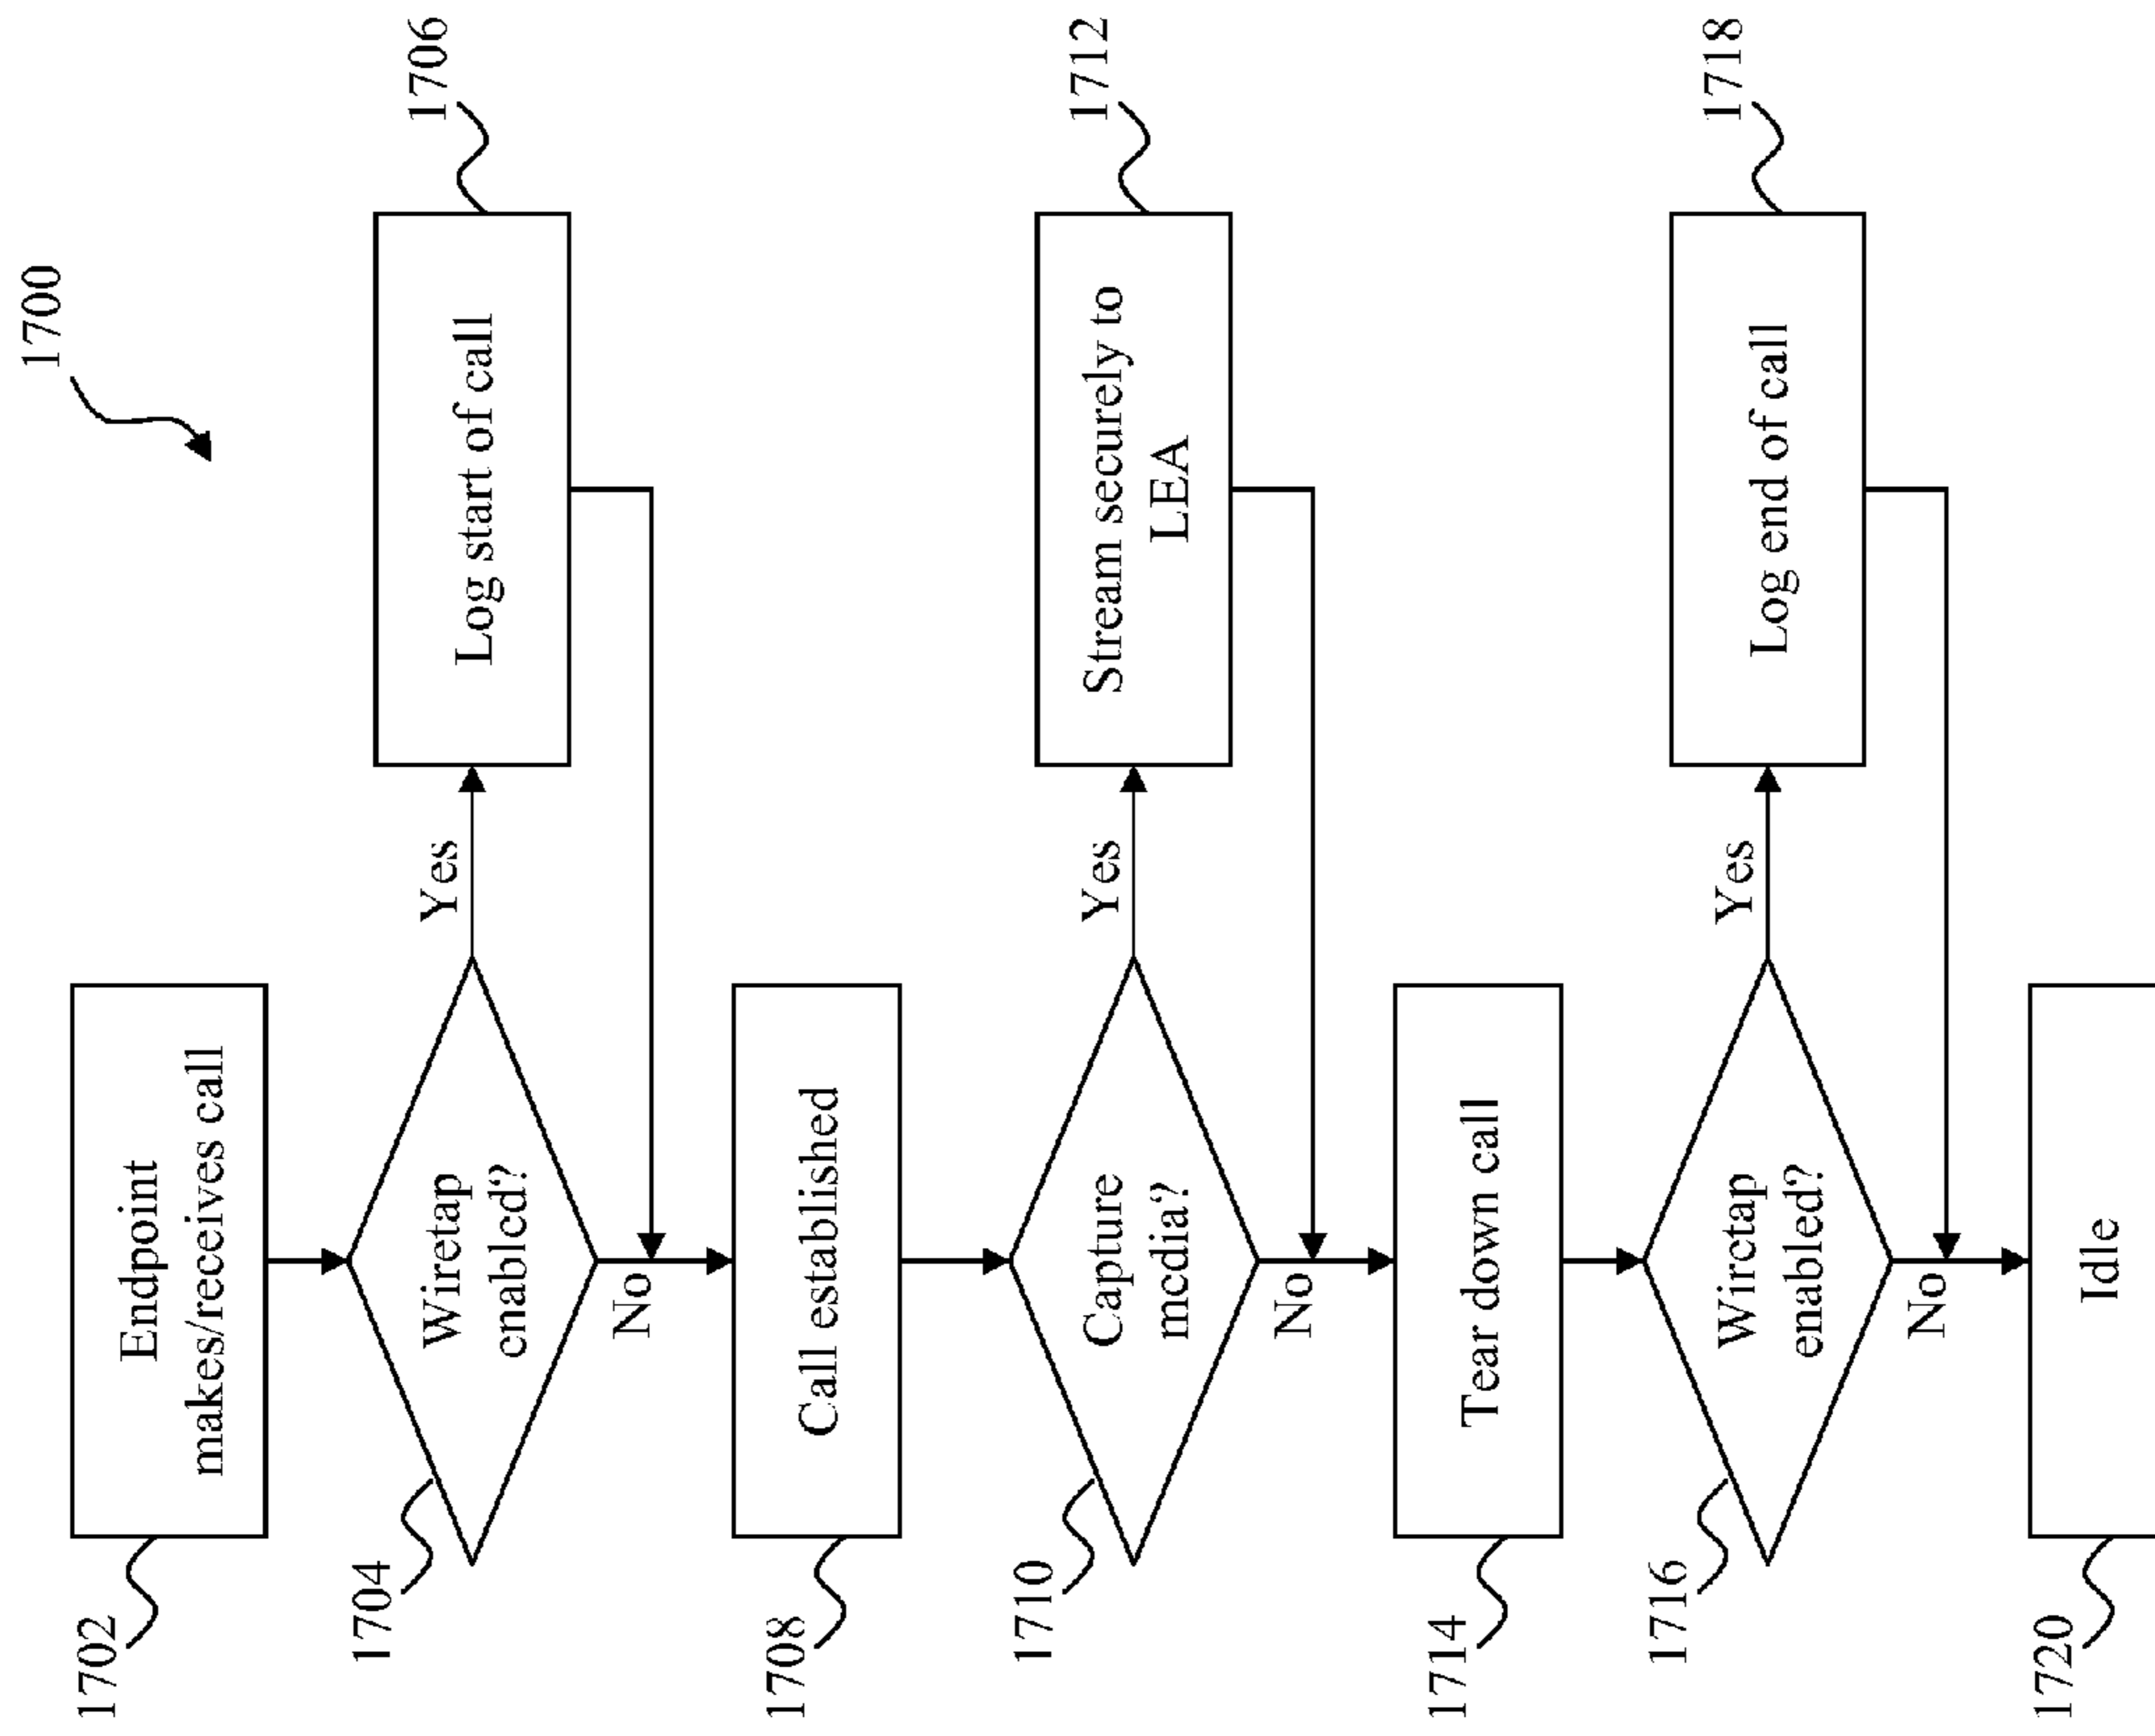 1700
1702
Endpoint
makes/receives call
1704
Wiretap
enabled?
Yes
Log start of call
1706
No
1708
Call established
1710
Capture
media?
Yes
Stream securely to
LEA
1712
No
1714
Tear down call
1716
Wiretap
enabled?
Yes
Log end of call
1718
No
1720
Idle